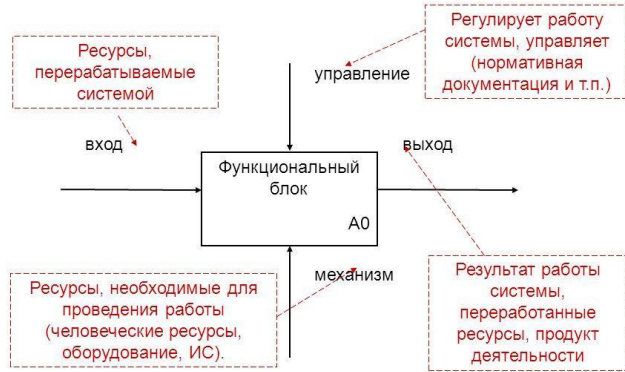 Ресурсы,
перерабатываемые
системой
Регулирует работу
системы, управляет
(нормативная
документация и т.п.)
управление
вход
выход
Функциональный
блок
A0
механизм
Ресурсы, необходимые для
проведения работы
(человеческие ресурсы,
оборудование, ИС).
Результат работы
системы,
переработанные
ресурсы, продукт
деятельности